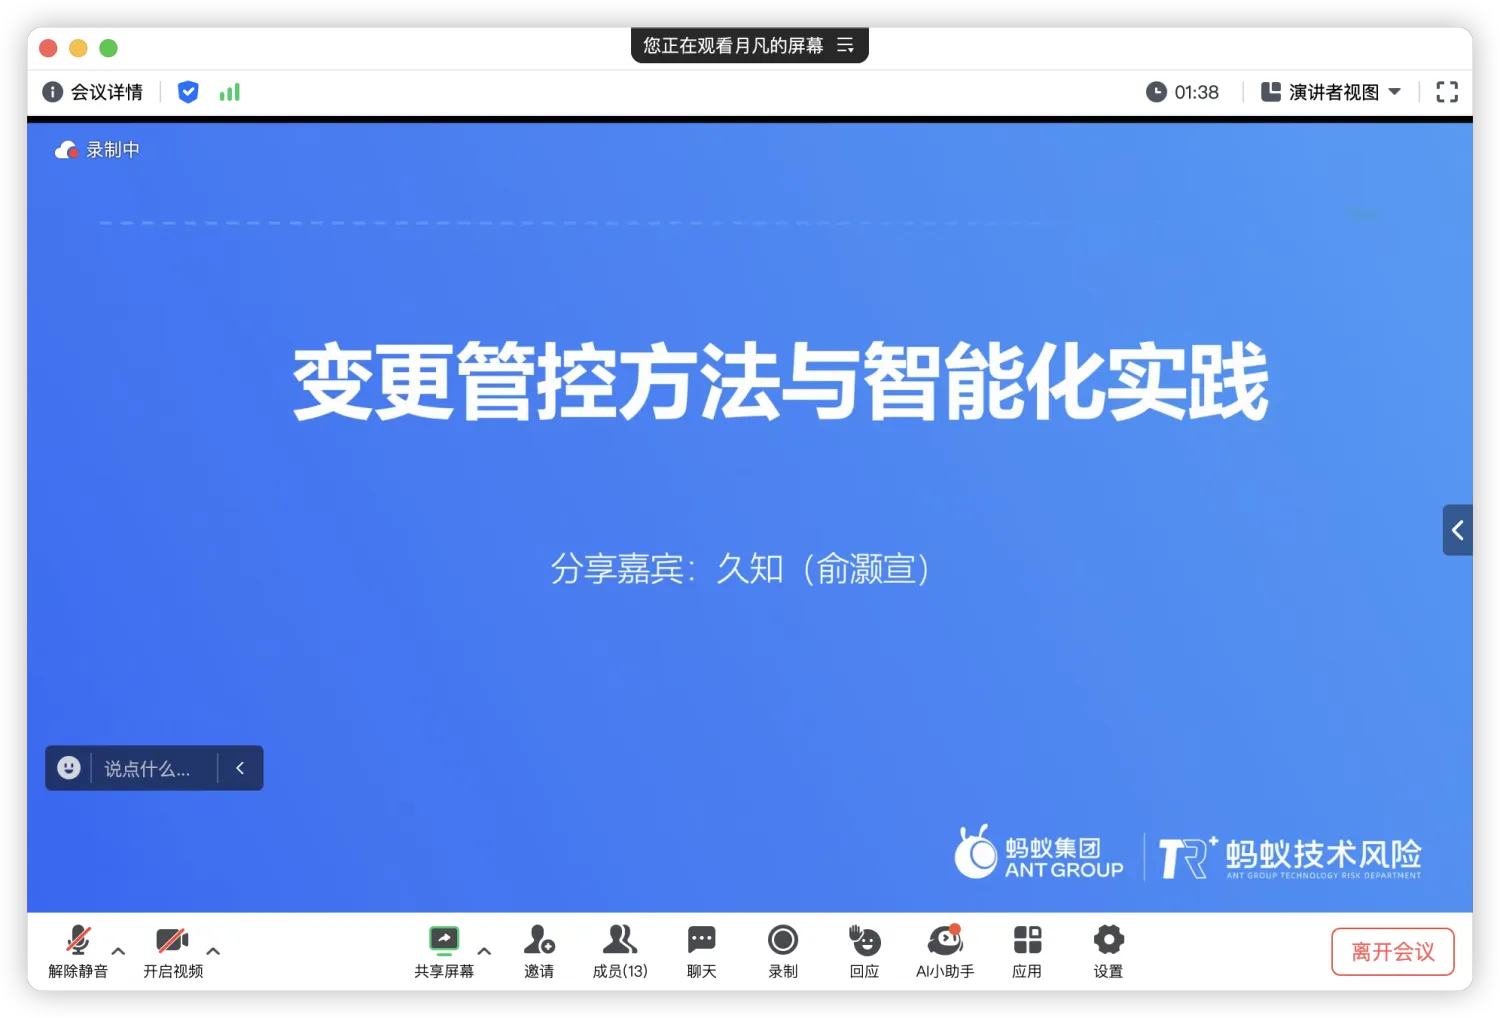 您正在观看月凡的屏幕
会议详情
01:38
演讲者视图
录制中
变更管控方法与智能化实践
分享嘉宾：久知（俞灏宣）
说点什么...
蚂蚁集团
ANT GROUP
TR+
蚂蚁技术风险
ANT GROUP TECHNOLOGY RISK DEPARTMENT
解除静音
开启视频
共享屏幕
邀请
成员(13)
聊天
录制
回应
AI小助手
应用
设置
离开会议